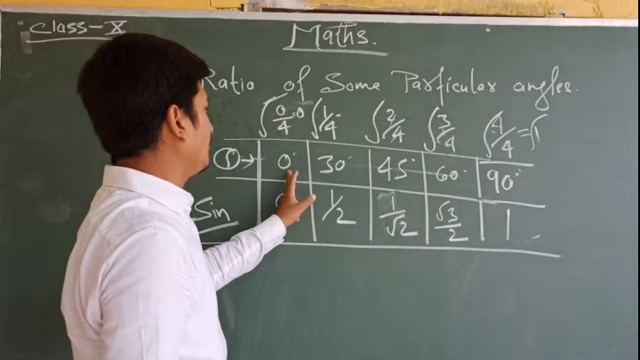 Class-X
Maths.
Ratio of Some Particular angles.
√0/4=0 √1/4 √2/4 √3/4 √4/4=√1
θ→ 0° 30° 45° 60° 90°
Sin 1/2 1/√2 √3/2 1